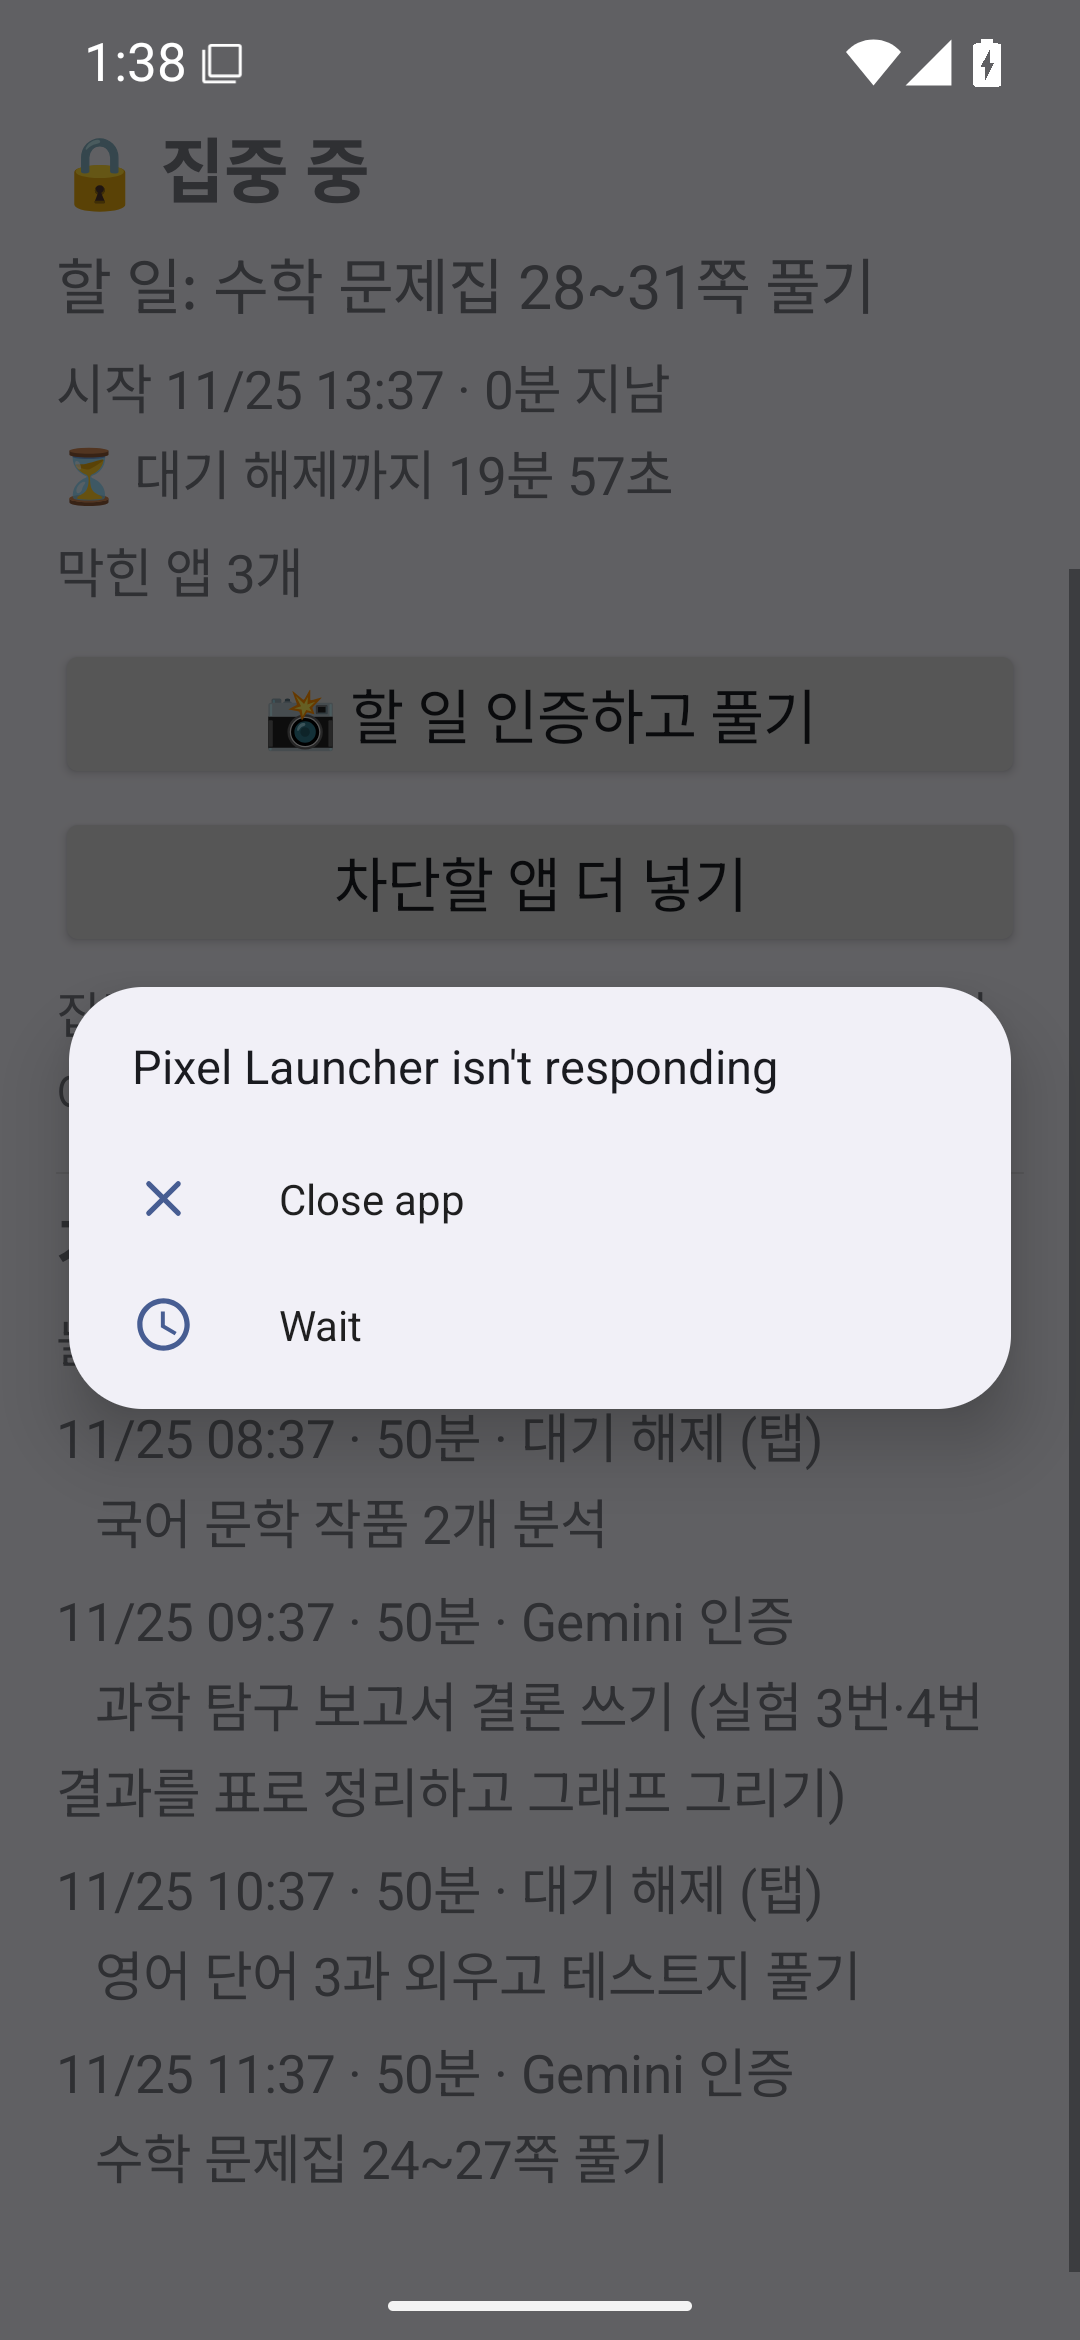 1:38
집중 중
할 일: 수학 문제집 28~31쪽 풀기
시작 11/25 13:37 · 0분 지남
대기 해제까지 19분 57초
막힌 앱 3개
할 일 인증하고 풀기
차단할 앱 더 넣기
Pixel Launcher isn't responding
Close app
Wait
11/25 08:37 · 50분 · 대기 해제 (탭)
국어 문학 작품 2개 분석
11/25 09:37 · 50분 · Gemini 인증
과학 탐구 보고서 결론 쓰기 (실험 3번·4번
결과를 표로 정리하고 그래프 그리기)
11/25 10:37 · 50분 · 대기 해제 (탭)
영어 단어 3과 외우고 테스트지 풀기
11/25 11:37 · 50분 · Gemini 인증
수학 문제집 24~27쪽 풀기